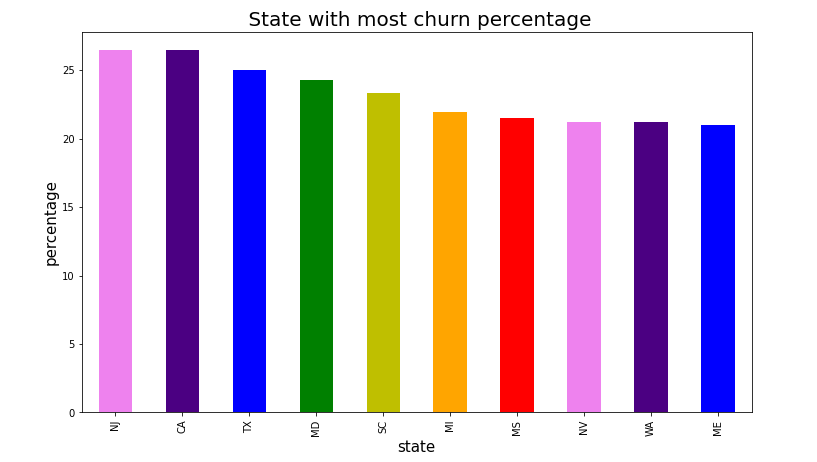 State with most churn percentage
percentage
25
20
15
10
5
0
NJ
CA
TX
MD
SC
MI
MS
NV
WA
ME
state